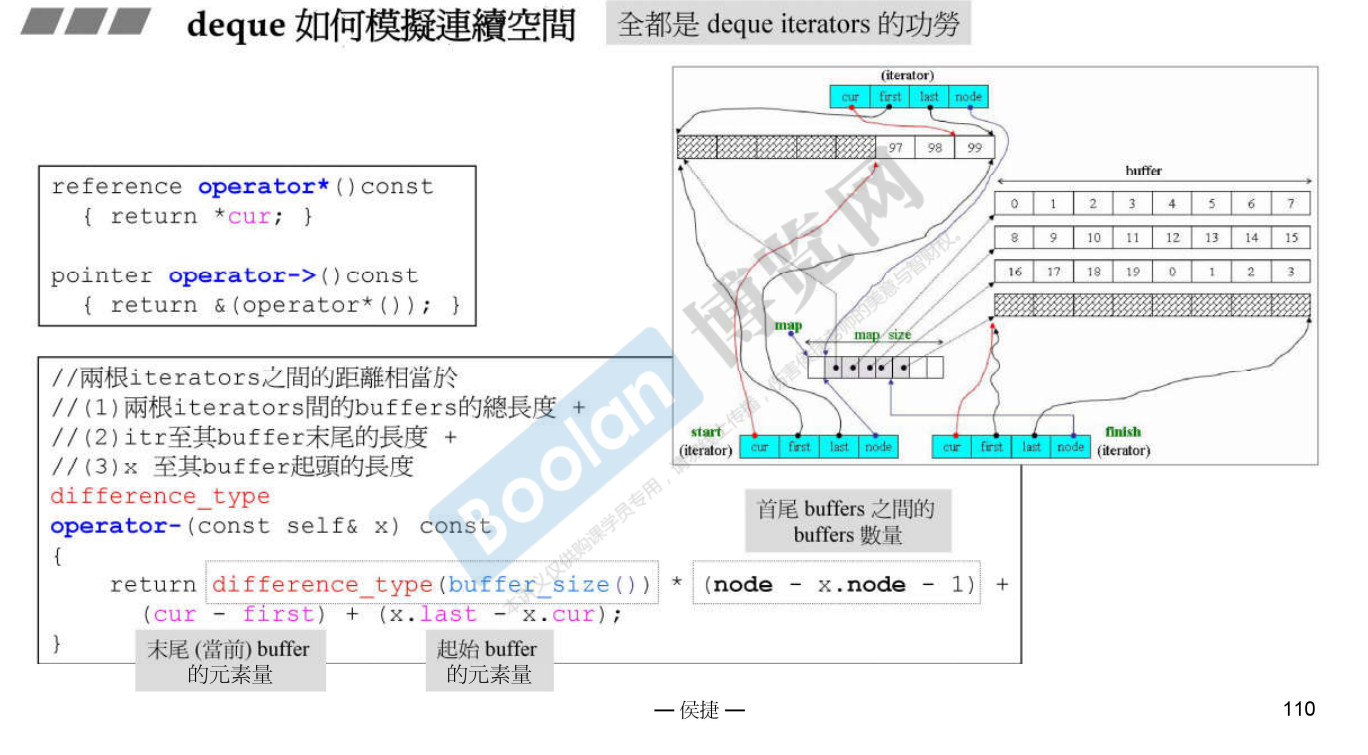 deque 如何模擬連續空間
全都是 deque iterators 的功勞
reference operator*()const
{ return *cur; }
pointer operator->()const
{ return &(operator*()); }
//兩根iterators之間的距離相當於
//(1)兩根iterators間的buffers的總長度 +
//(2)itr至其buffer末尾的長度 +
//(3)x 至其buffer起頭的長度
difference_type
operator-(const self& x) const
{
return difference_type(buffer_size()) * (node - x.node - 1) +
(cur - first) + (x.last - x.cur);
}
首尾 buffers 之間的
buffers 數量
末尾 (當前) buffer
的元素量
起始 buffer
的元素量
(iterator)
cur first last node
97 98 99
buffer
0 1 2 3 4 5 6 7
8 9 10 11 12 13 14 15
16 17 18 19 0 1 2 3
map
map size
start
(iterator)
cur first last node
cur first last node
finish
(iterator)
Boolan 博览网
— 侯捷 —
110